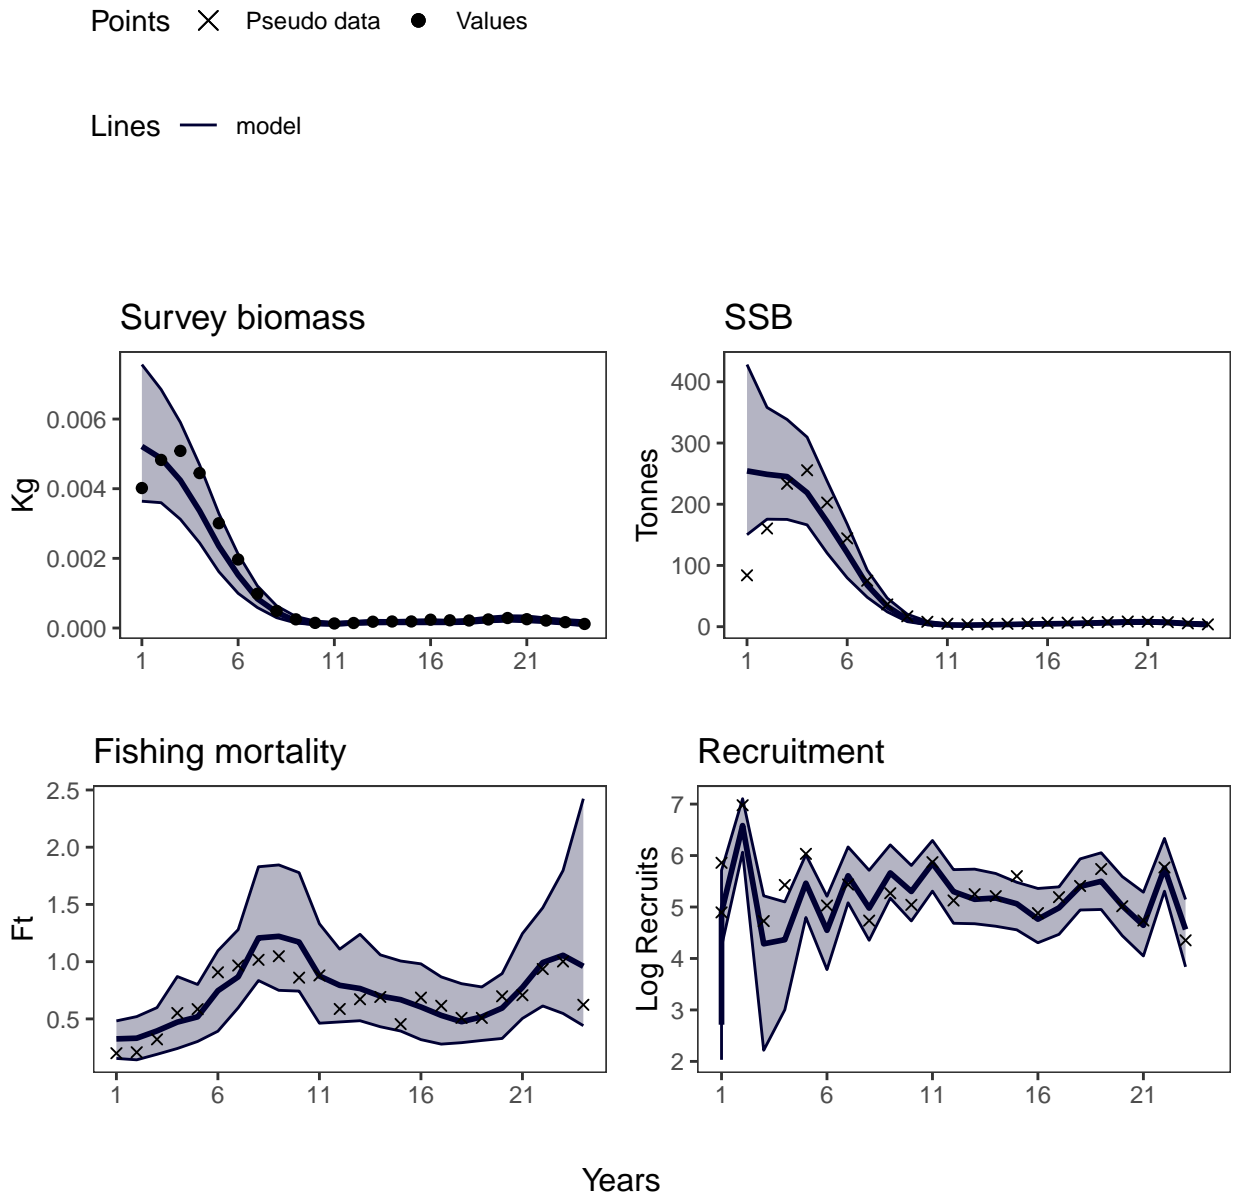 Points Pseudo data Values
Lines model
Survey biomass
Kg
0.006
0.004
0.002
0.000
1 6 11 16 21
SSB
Tonnes
400
300
200
100
0
1 6 11 16 21
Fishing mortality
Ft
2.5
2.0
1.5
1.0
0.5
1 6 11 16 21
Recruitment
Log Recruits
7
6
5
4
3
2
1 6 11 16 21
Years